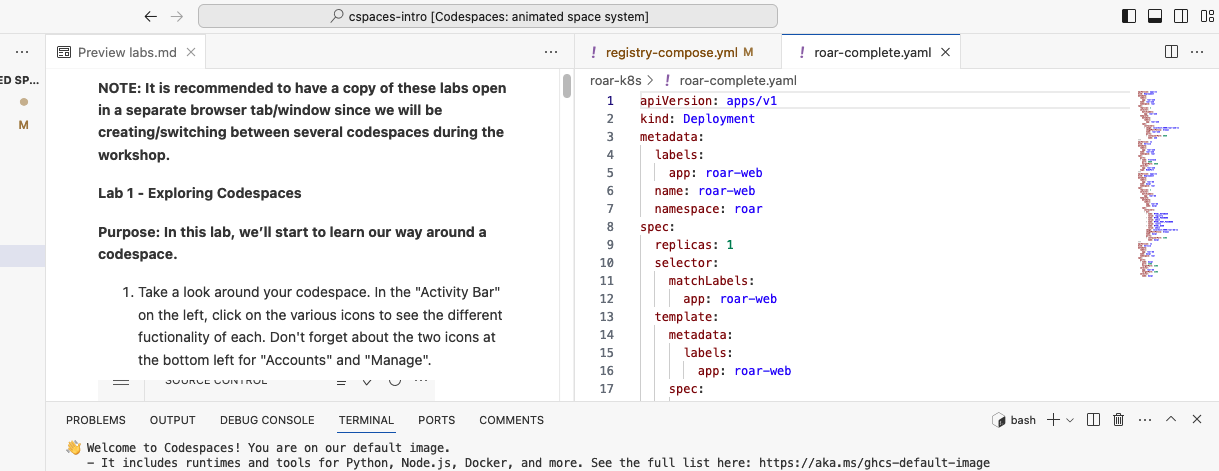 cspaces-intro [Codespaces: animated space system]
ED SP...
M
Preview labs.md
NOTE: It is recommended to have a copy of these labs open
in a separate browser tab/window since we will be
creating/switching between several codespaces during the
workshop.
Lab 1 - Exploring Codespaces
Purpose: In this lab, we'll start to learn our way around a
codespace.
1. Take a look around your codespace. In the "Activity Bar"
on the left, click on the various icons to see the different
fuctionality of each. Don't forget about the two icons at
the bottom left for "Accounts" and "Manage".
SOURCE CONTROL
! registry-compose.yml M
! roar-complete.yaml
roar-k8s > ! roar-complete.yaml
1 apiVersion: apps/v1
2 kind: Deployment
3 metadata:
4 labels:
5 app: roar-web
6 name: roar-web
7 namespace: roar
8 spec:
9 replicas: 1
10 selector:
11 matchLabels:
12 app: roar-web
13 template:
14 metadata:
15 labels:
16 app: roar-web
17 spec:
PROBLEMS OUTPUT DEBUG CONSOLE TERMINAL PORTS COMMENTS
bash
👋 Welcome to Codespaces! You are on our default image.
- It includes runtimes and tools for Python, Node.js, Docker, and more. See the full list here: https://aka.ms/ghcs-default-image